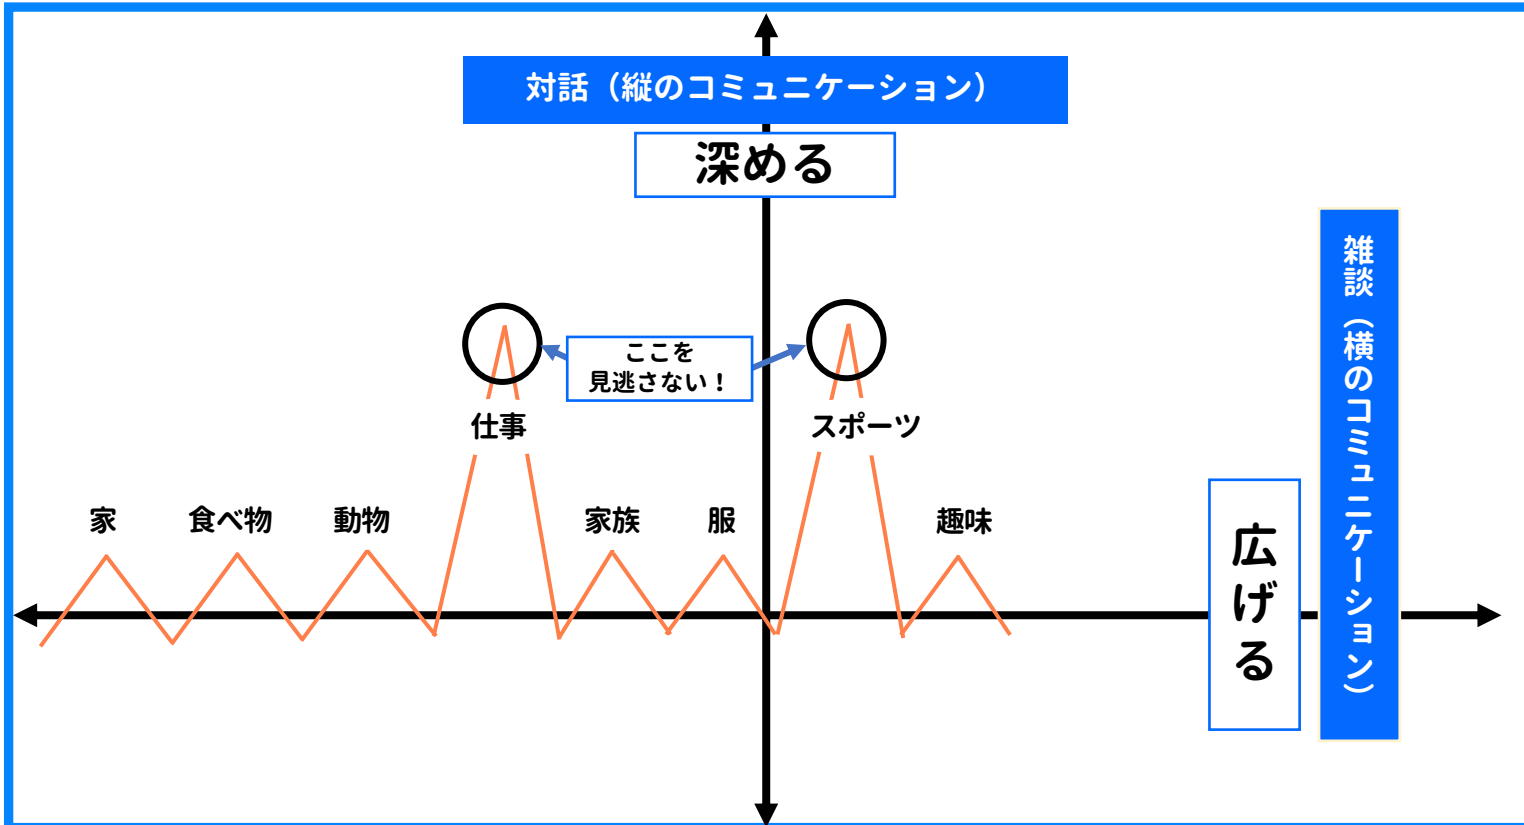 対話（縦のコミュニケーション）
深める
雑談（横のコミュニケーション）
ここを
見逃さない！
仕事
スポーツ
家
食べ物
動物
家族
服
趣味
広げる